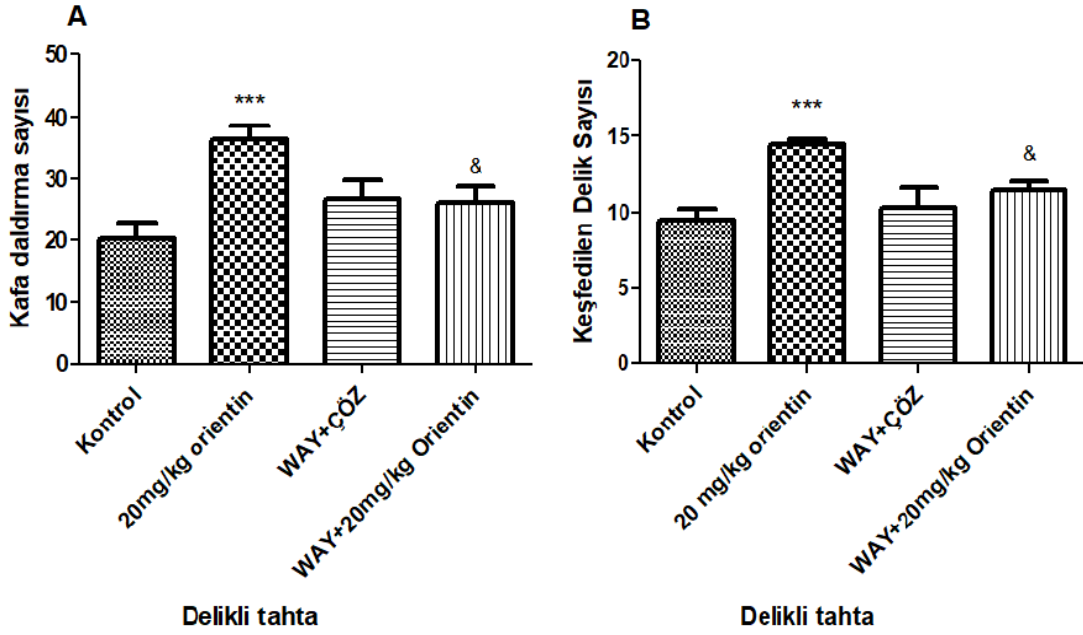 A
Kafa daldırma sayısı
50
40
30
20
10
0
***
&
Kontrol
20mg/kg orientin
WAY+ÇÖZ
WAY+20mg/kg Orientin
Delikli tahta
B
Keşfedilen Delik Sayısı
20
15
10
5
0
***
&
Kontrol
20 mg/kg orientin
WAY+ÇÖZ
WAY+20mg/kg Orientin
Delikli tahta